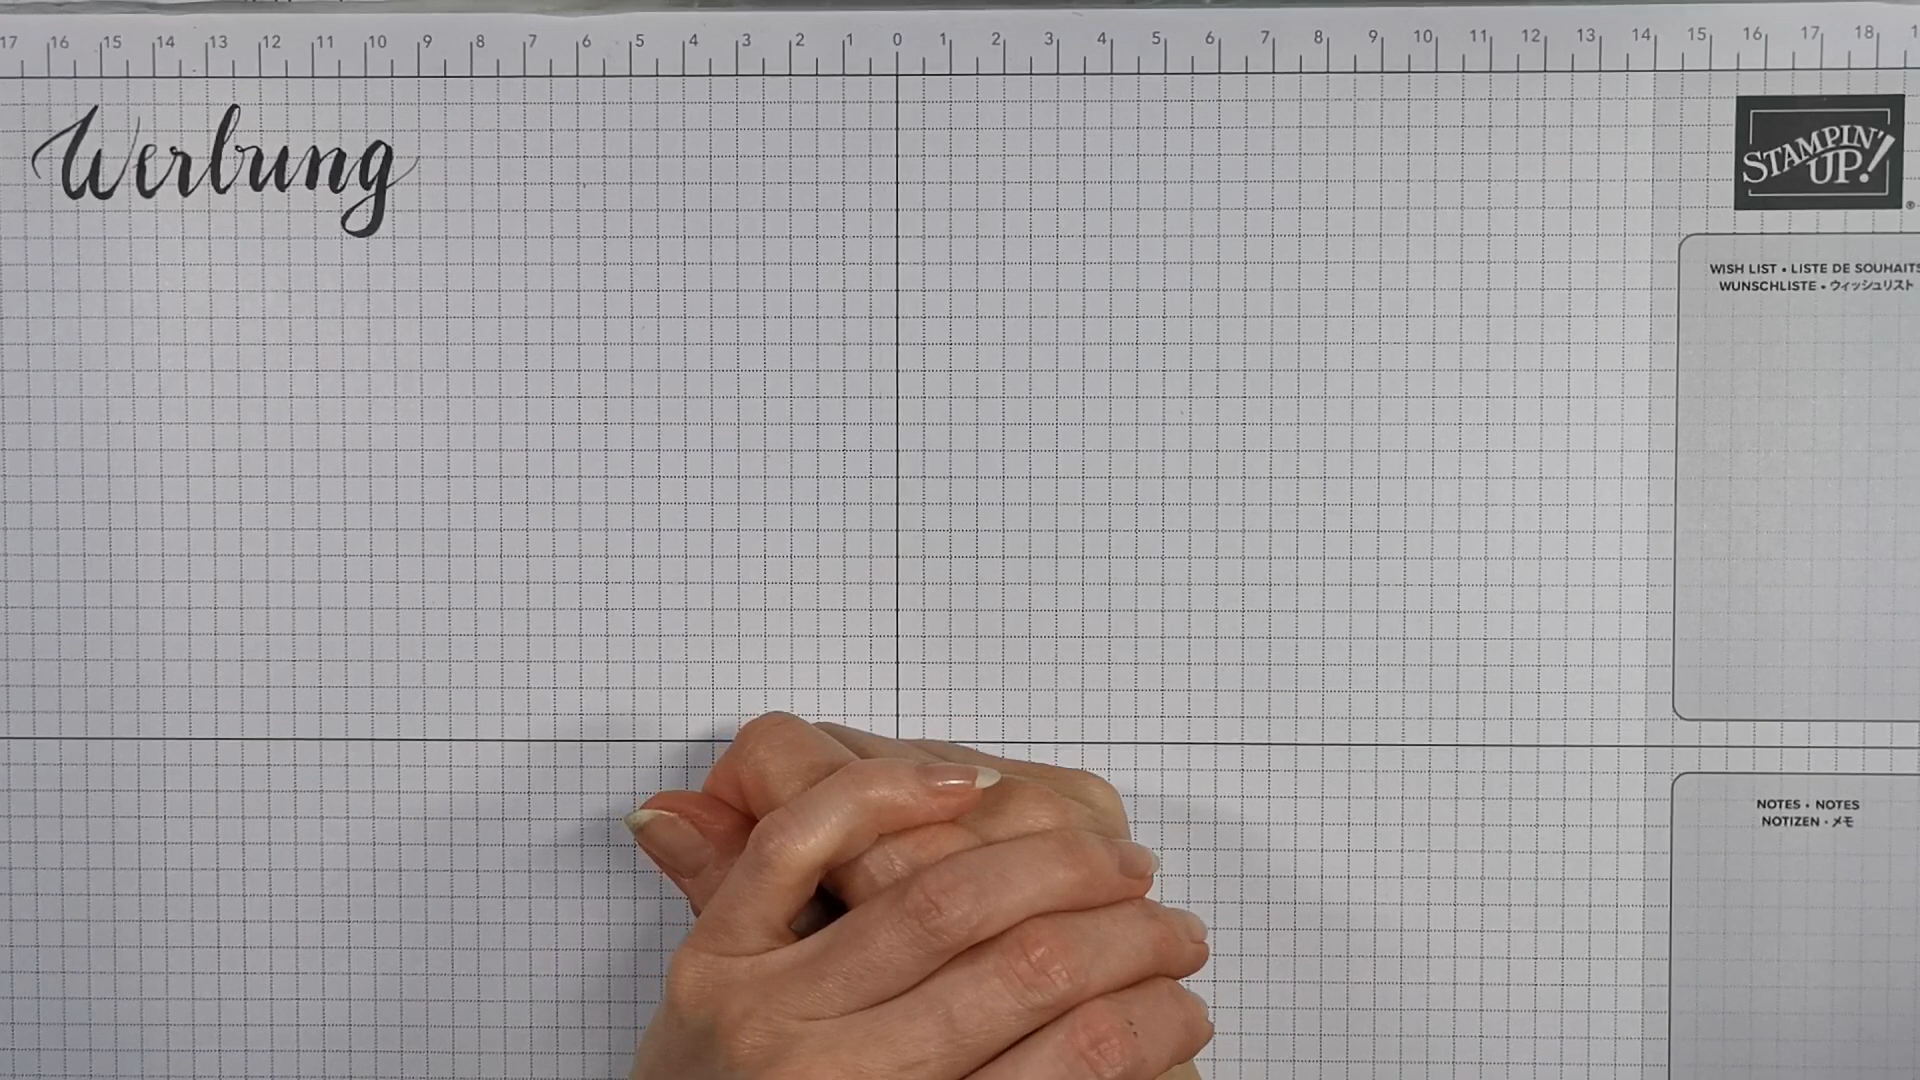 17 16 15 14 13 12 11 10 9 8 7 6 5 4 3 2 1 0 1 2 3 4 5 6 7 8 9 10 11 12 13 14 15 16 17 18
Werbung
STAMPIN'
UP!
®
WISH LIST • LISTE DE SOUHAITS
WUNSCHLISTE • ウィッシュリスト
NOTES • NOTES
NOTIZEN • メモ